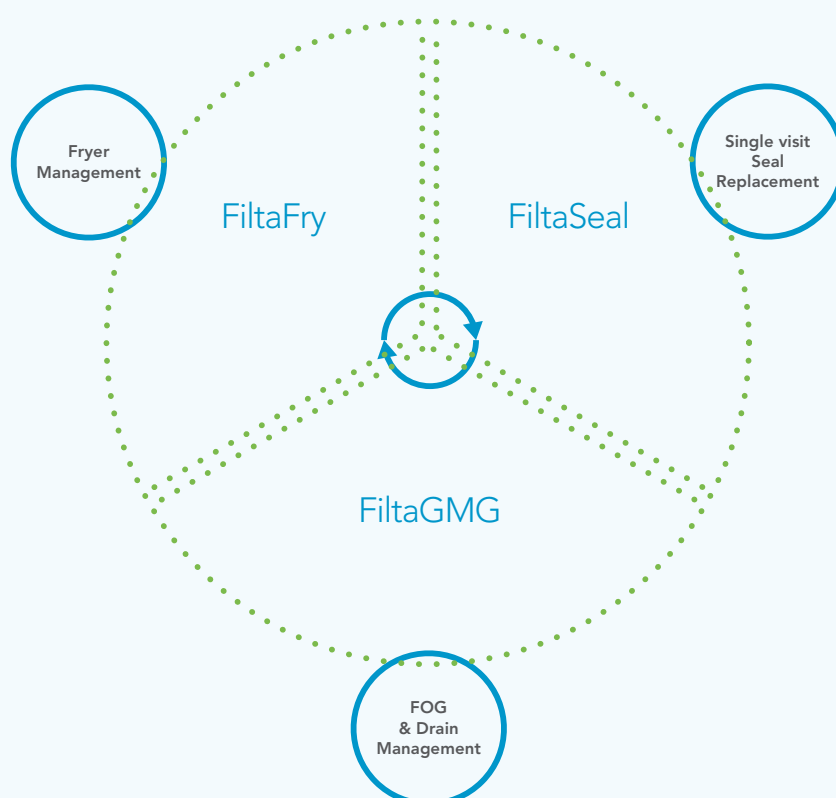 Fryer
Management
Single visit
Seal
Replacement
FiltaFry
FiltaSeal
FiltaGMG
FOG
& Drain
Management